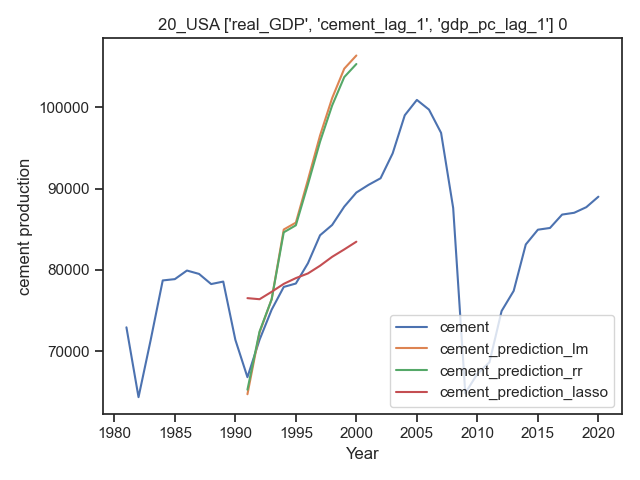 20_USA ['real_GDP', 'cement_lag_1', 'gdp_pc_lag_1'] 0
cement production
100000
90000
80000
70000
cement
cement_prediction_lm
cement_prediction_rr
cement_prediction_lasso
1980
1985
1990
1995
2000
2005
2010
2015
2020
Year